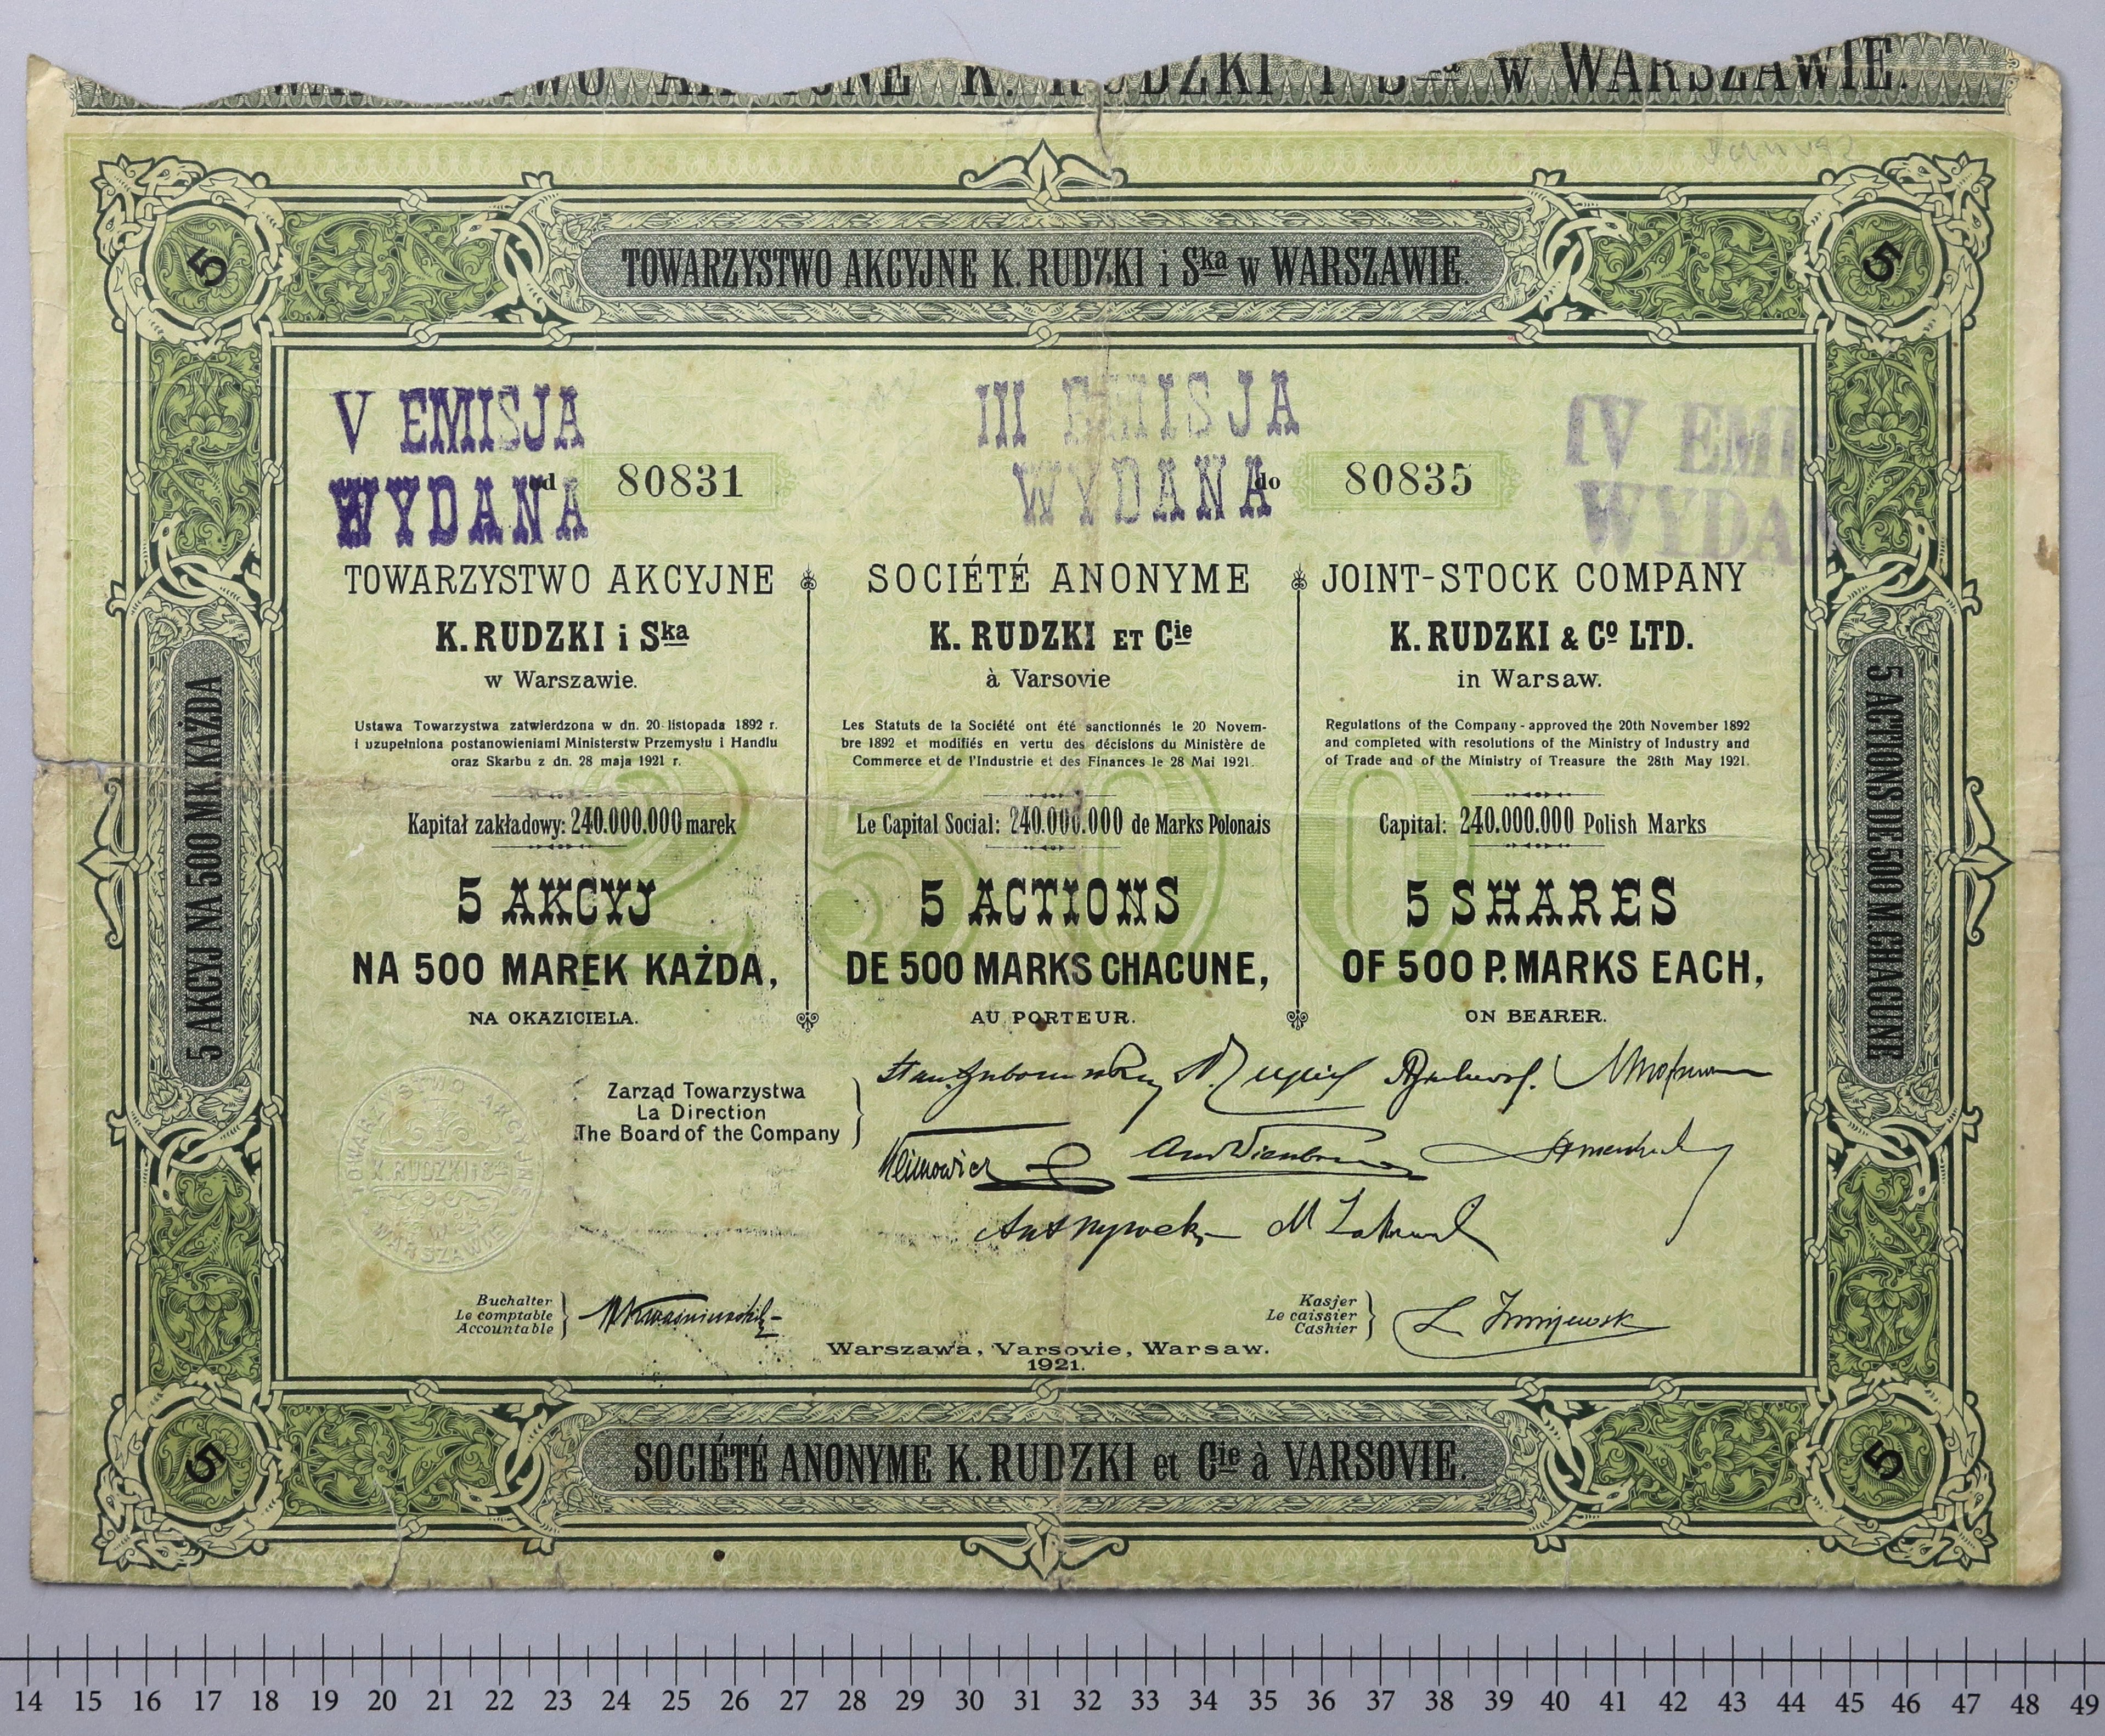 K. RUDZKI i Ska w WARSZAWIE.
5
TOWARZYSTWO AKCYJNE K. RUDZKI i Ska w WARSZAWIE.
5
V EMISJA
WYDANA
III EMISJA
WYDANA
IV EMI
WYDAN
od 80831
do 80835
TOWARZYSTWO AKCYJNE
K. RUDZKI i Ska
w Warszawie.
Ustawa Towarzystwa zatwierdzona w dn. 20 listopada 1892 r.
i uzupełniona postanowieniami Ministerstw Przemysłu i Handlu
oraz Skarbu z dn. 28 maja 1921 r.
Kapitał zakładowy: 240.000.000 marek
5 AKCYJ
NA 500 MAREK KAŻDA,
NA OKAZICIELA.
SOCIÉTÉ ANONYME
K. RUDZKI ET Cie
à Varsovie
Les Statuts de la Société ont été sanctionnés le 20 Novem-
bre 1892 et modifiés en vertu des décisions du Ministère de
Commerce et de l'Industrie et des Finances le 28 Mai 1921.
Le Capital Social: 240.000.000 de Marks Polonais
5 ACTIONS
DE 500 MARKS CHACUNE,
AU PORTEUR.
JOINT-STOCK COMPANY
K. RUDZKI & Co LTD.
in Warsaw.
Regulations of the Company - approved the 20th November 1892
and completed with resolutions of the Ministry of Industry and
of Trade and of the Ministry of Treasure the 28th May 1921.
Capital: 240.000.000 Polish Marks
5 SHARES
OF 500 P. MARKS EACH,
ON BEARER.
2500
5 AKCYJ NA 500 MK. KAŻDA
5 ACTIONS DE 500 M. CHACUNE
TOWARZYSTWO AKCYJNE
K. RUDZKI i Ska
W
WARSZAWIE
Zarząd Towarzystwa
La Direction
The Board of the Company
Klimowicz
Buchalter
Le comptable
Accountable
Kasjer
Le caissier
Cashier
Warszawa, Varsovie, Warsaw.
1921.
5
SOCIÉTÉ ANONYME K. RUDZKI et Cie à VARSOVIE.
5
14 15 16 17 18 19 20 21 22 23 24 25 26 27 28 29 30 31 32 33 34 35 36 37 38 39 40 41 42 43 44 45 46 47 48 49